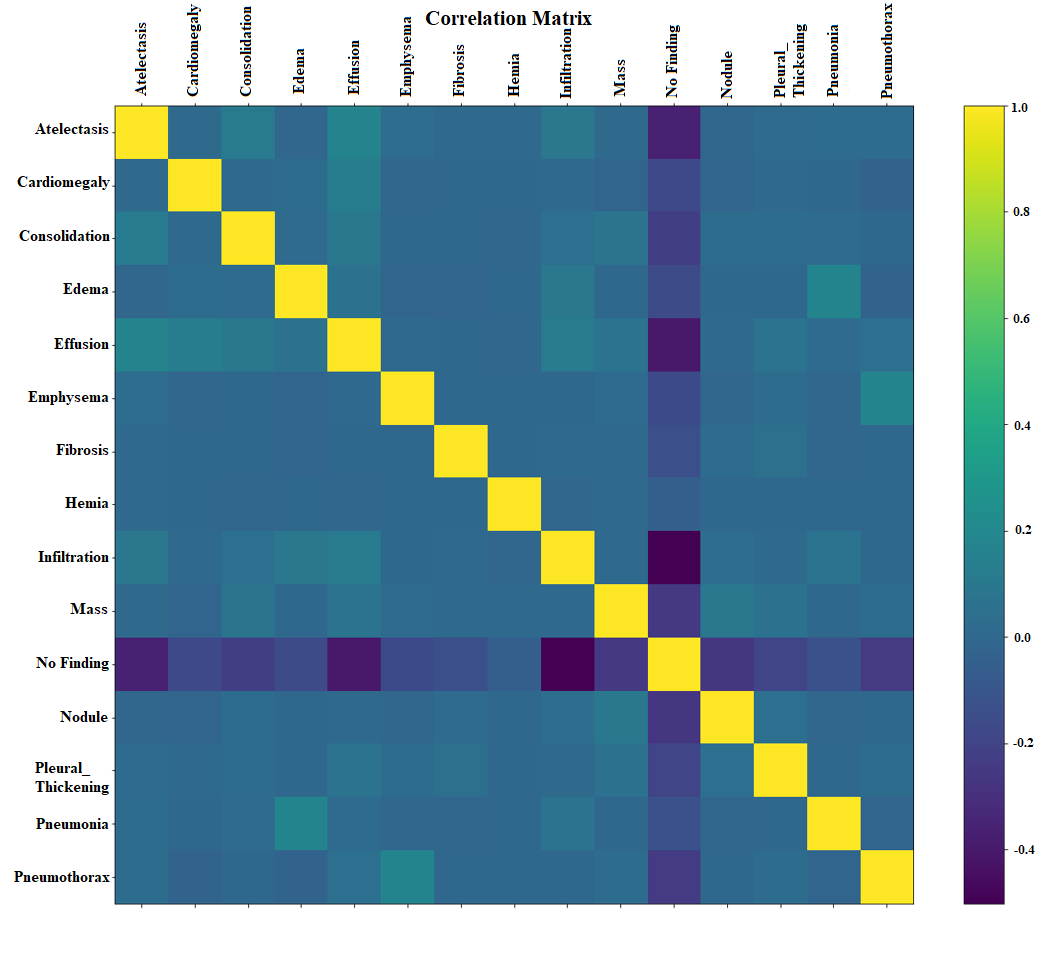 Correlation Matrix
Atelectasis
Cardiomegaly
Consolidation
Edema
Effusion
Emphysema
Fibrosis
Hemia
Infiltration
Mass
No Finding
Nodule
Pleural_
Thickening
Pneumonia
Pneumothorax
Atelectasis
Cardiomegaly
Consolidation
Edema
Effusion
Emphysema
Fibrosis
Hemia
Infiltration
Mass
No Finding
Nodule
Pleural_
Thickening
Pneumonia
Pneumothorax
1.0
0.8
0.6
0.4
0.2
0.0
-0.2
-0.4